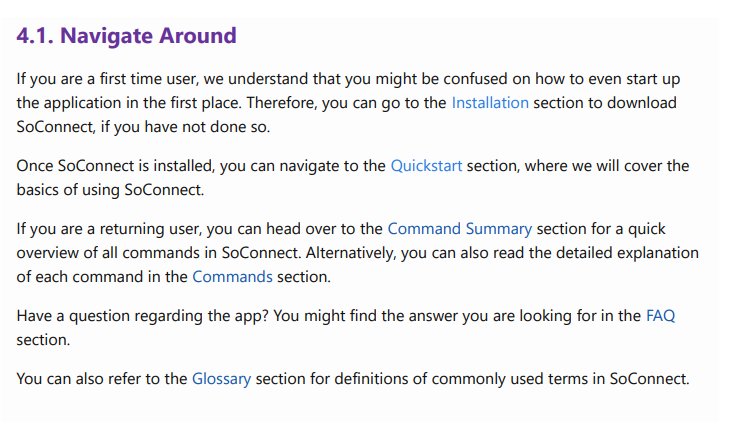 4.1. Navigate Around
If you are a first time user, we understand that you might be confused on how to even start up
the application in the first place. Therefore, you can go to the Installation section to download
SoConnect, if you have not done so.
Once SoConnect is installed, you can navigate to the Quickstart section, where we will cover the
basics of using SoConnect.
If you are a returning user, you can head over to the Command Summary section for a quick
overview of all commands in SoConnect. Alternatively, you can also read the detailed explanation
of each command in the Commands section.
Have a question regarding the app? You might find the answer you are looking for in the FAQ
section.
You can also refer to the Glossary section for definitions of commonly used terms in SoConnect.